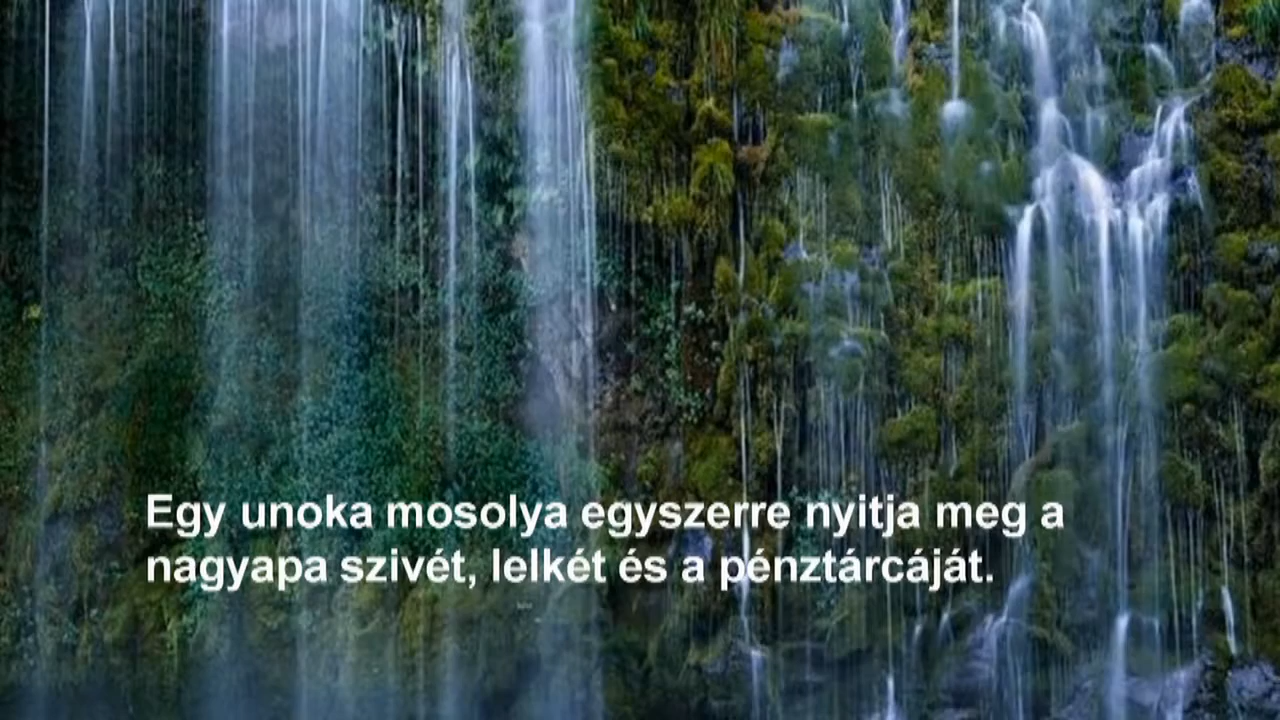 Egy unoka mosolya egyszerre nyitja meg a
nagyapa szivét, lelkét és a pénztárcáját.